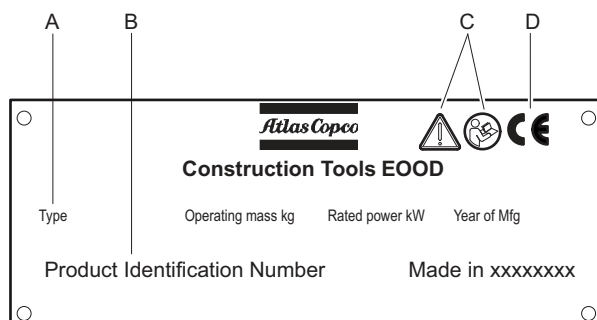 A B C D
Atlas Copco
Construction Tools EOOD
Type Operating mass kg Rated power kW Year of Mfg
Product Identification Number Made in xxxxxxxx